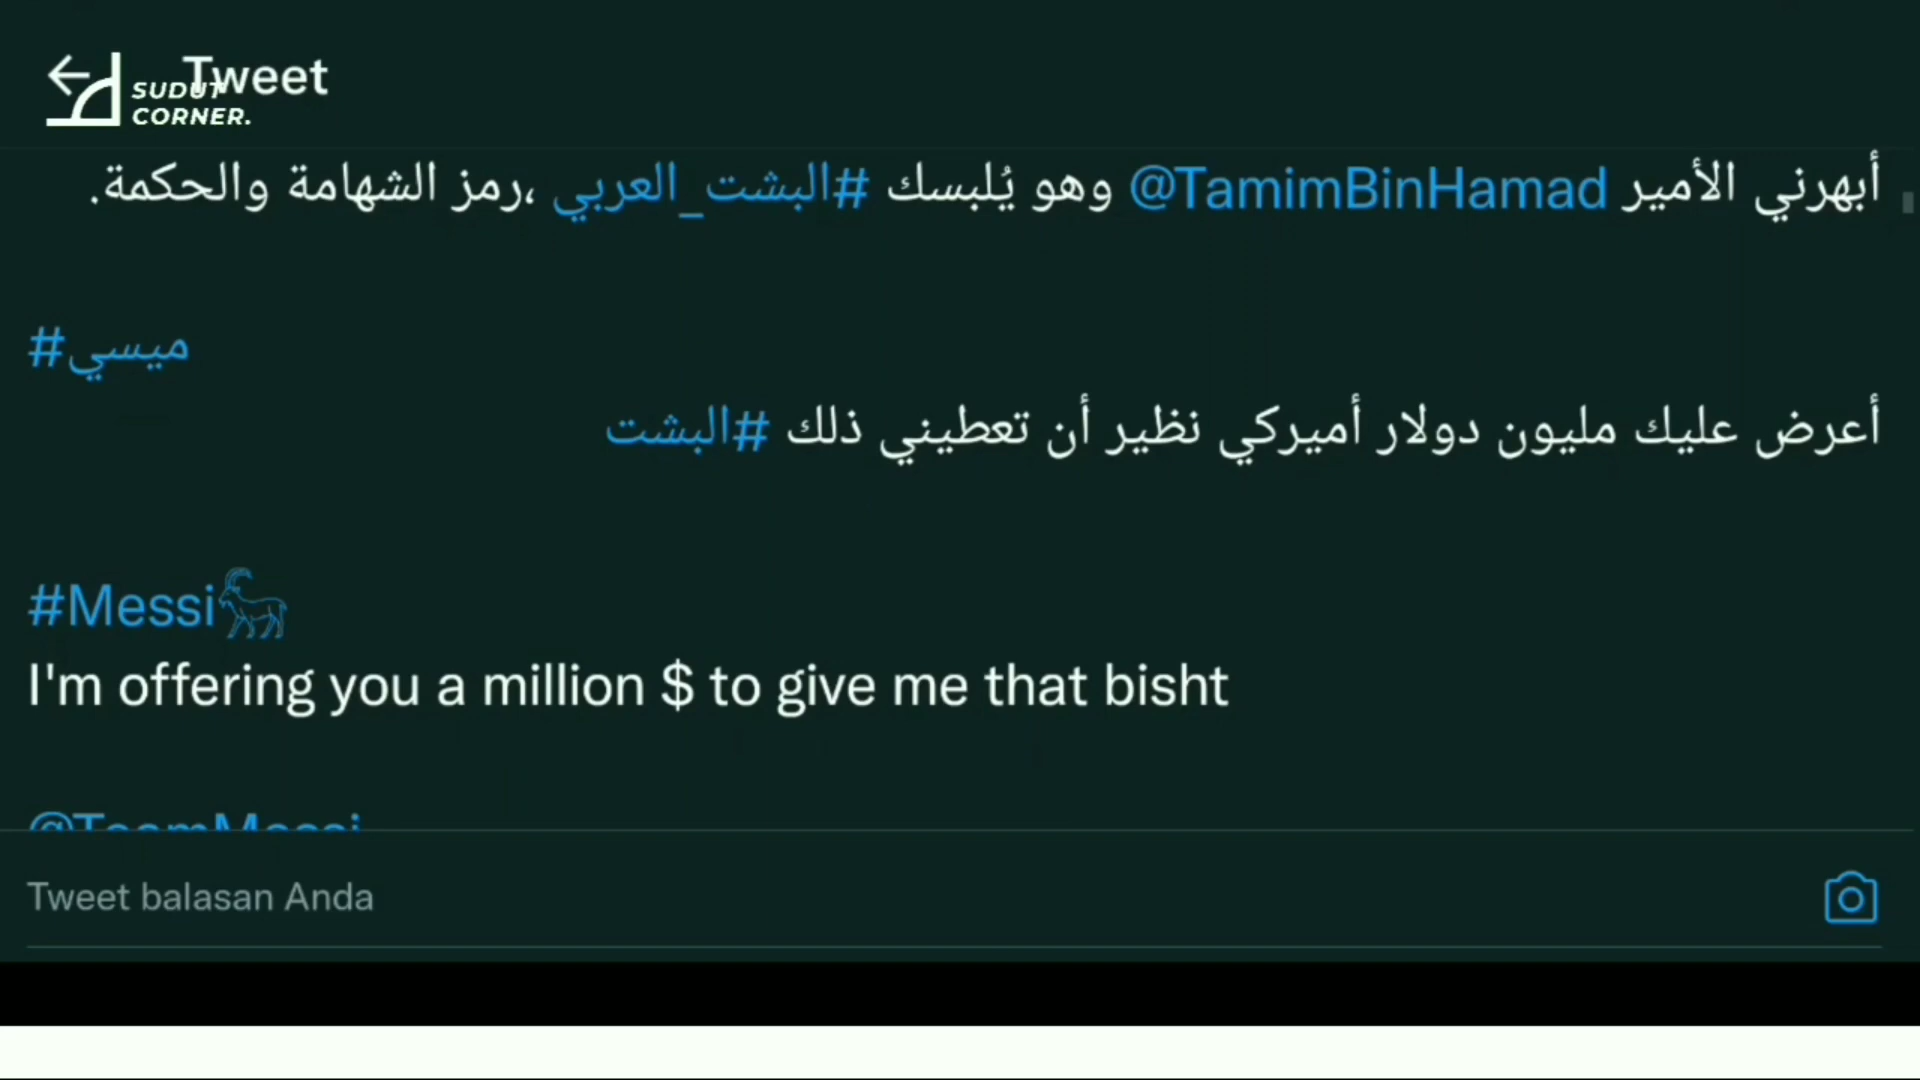 Tweet
SUDUT
CORNER.
أبهرني الأمير @TamimBinHamad وهو يُلبسك #البشت_العربي ،رمز الشهامة والحكمة.
#ميسي
أعرض عليك مليون دولار أميركي نظير أن تعطيني ذلك #البشت
#Messi
I'm offering you a million $ to give me that bisht
@TeamMessi
Tweet balasan Anda